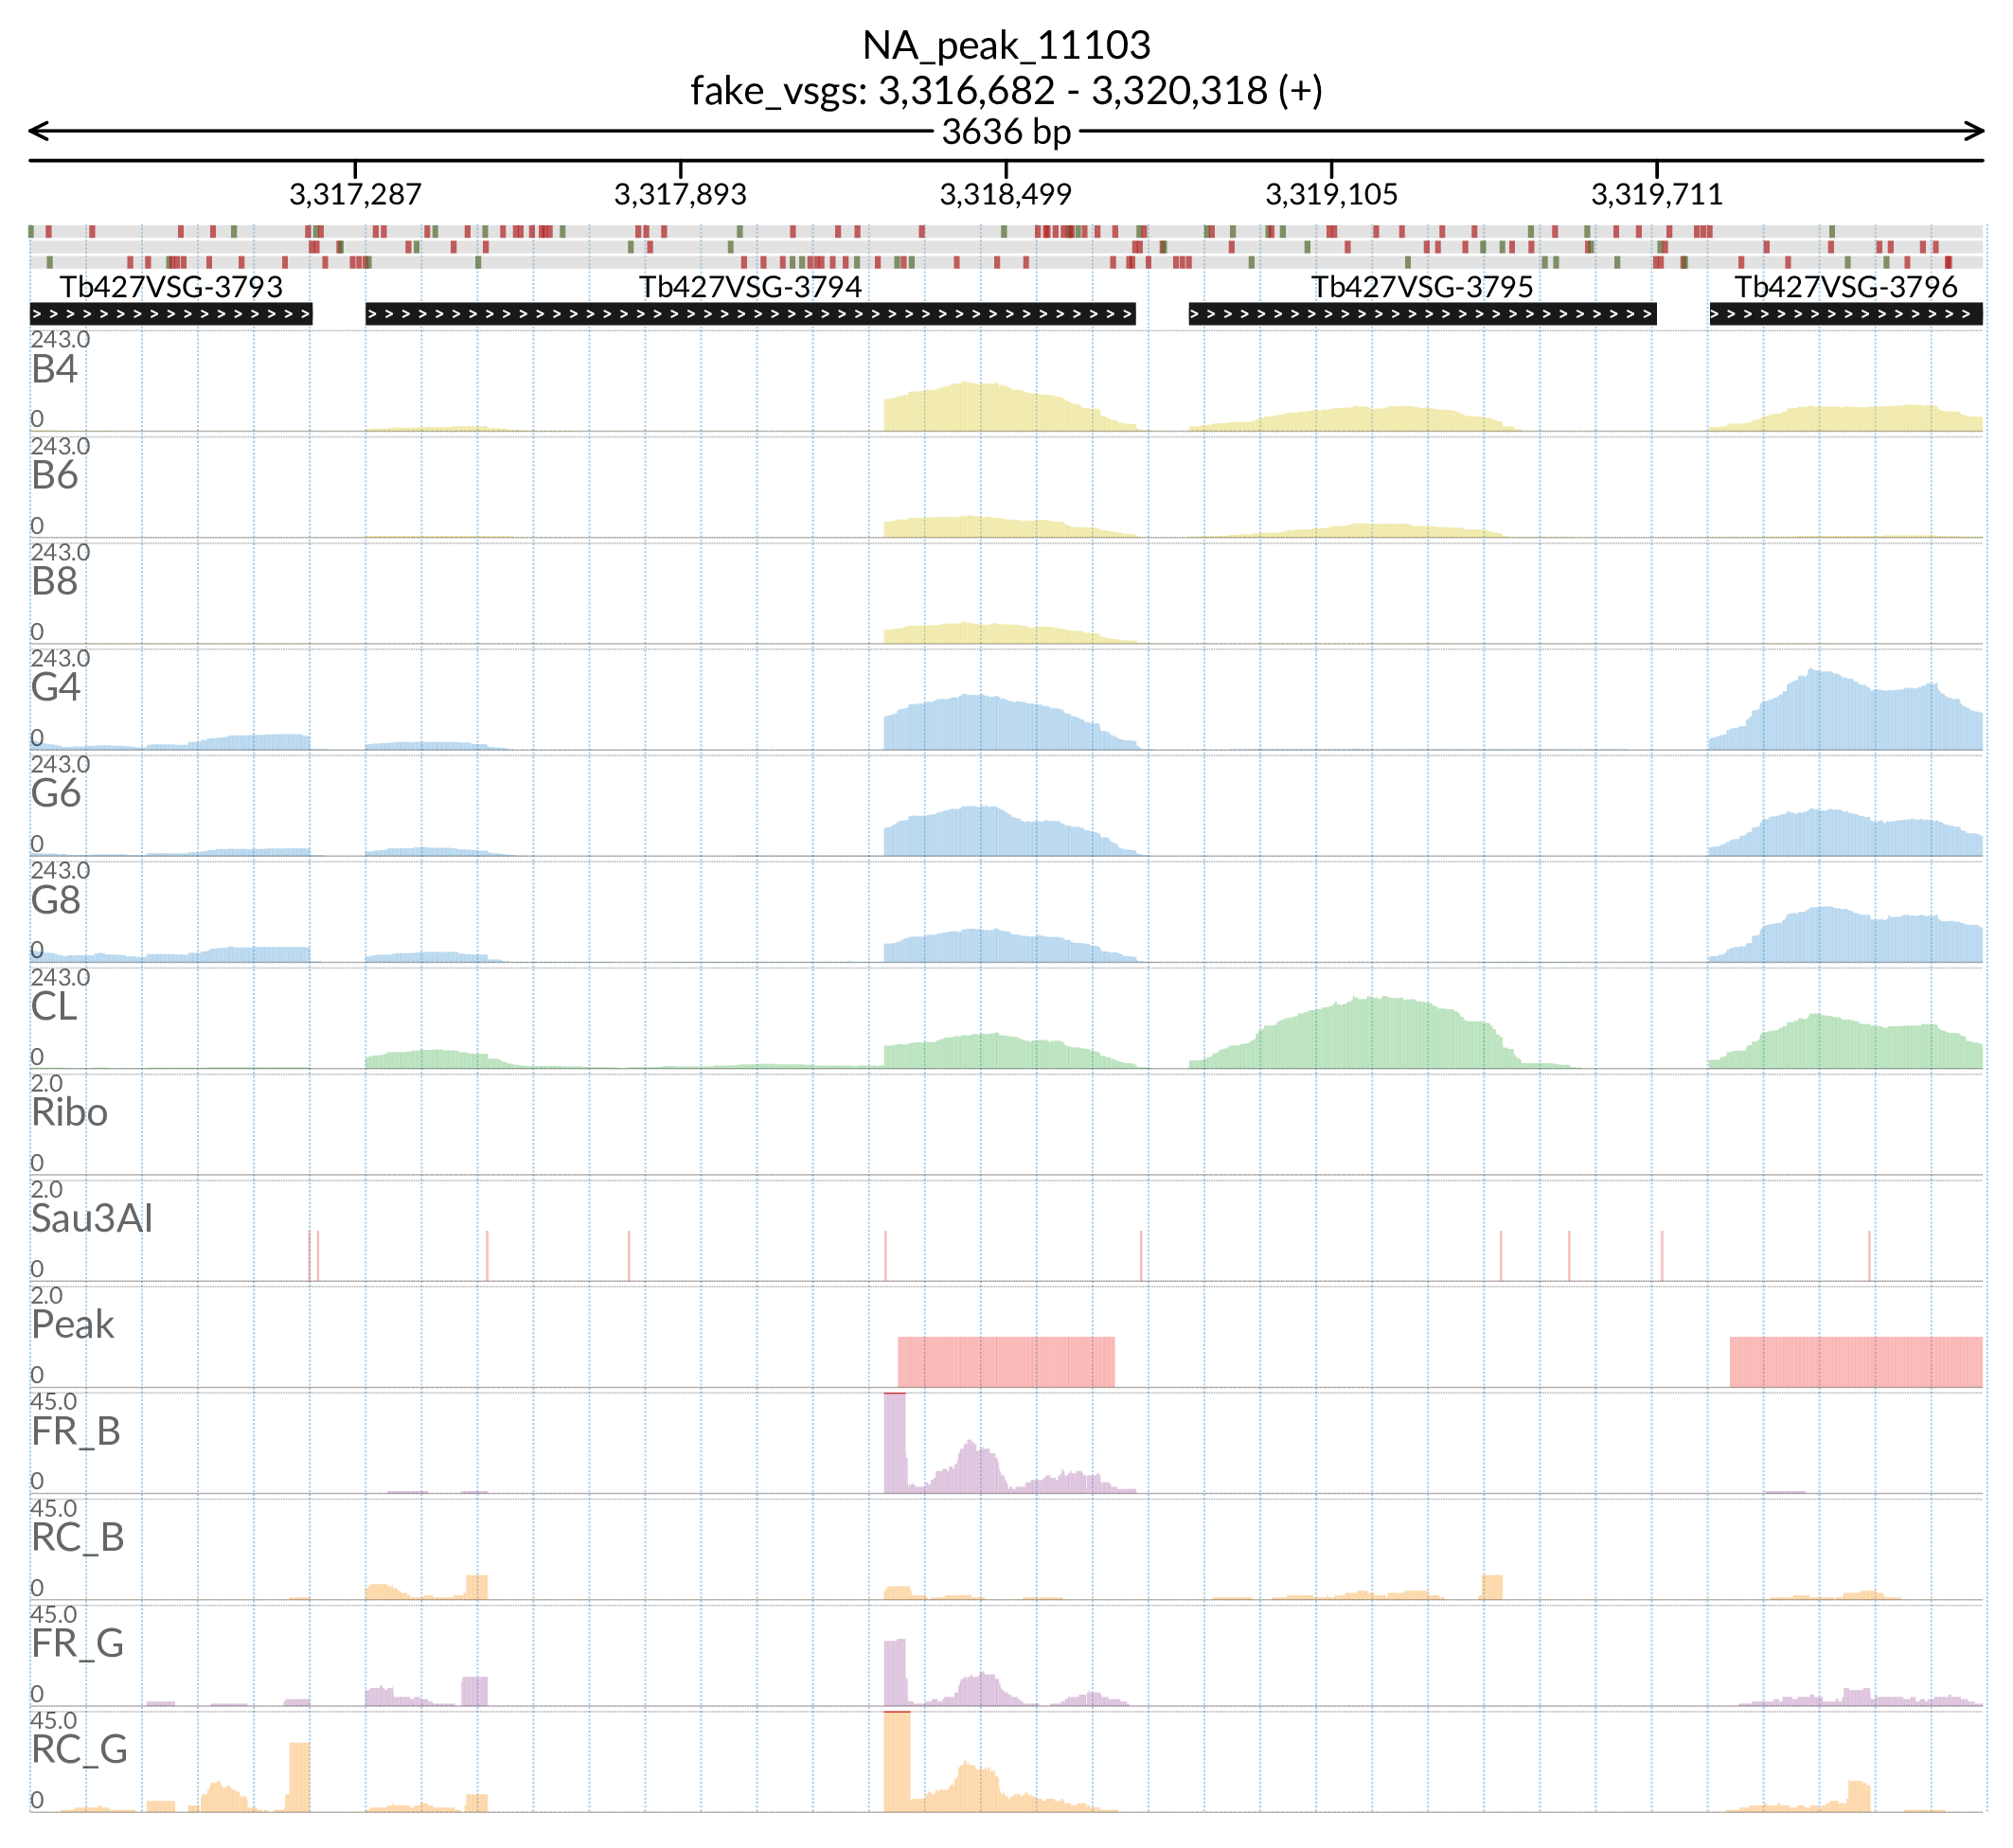 NA_peak_11103
fake_vsgs: 3,316,682 - 3,320,318 (+)
3636 bp
3,317,287 3,317,893 3,318,499 3,319,105 3,319,711
Tb427VSG-3793 Tb427VSG-3794 Tb427VSG-3795 Tb427VSG-3796
243.0
B4
0
243.0
B6
0
243.0
B8
0
243.0
G4
0
243.0
G6
0
243.0
G8
0
243.0
CL
0
2.0
Ribo
0
2.0
Sau3AI
0
2.0
Peak
0
45.0
FR_B
0
45.0
RC_B
0
45.0
FR_G
0
45.0
RC_G
0